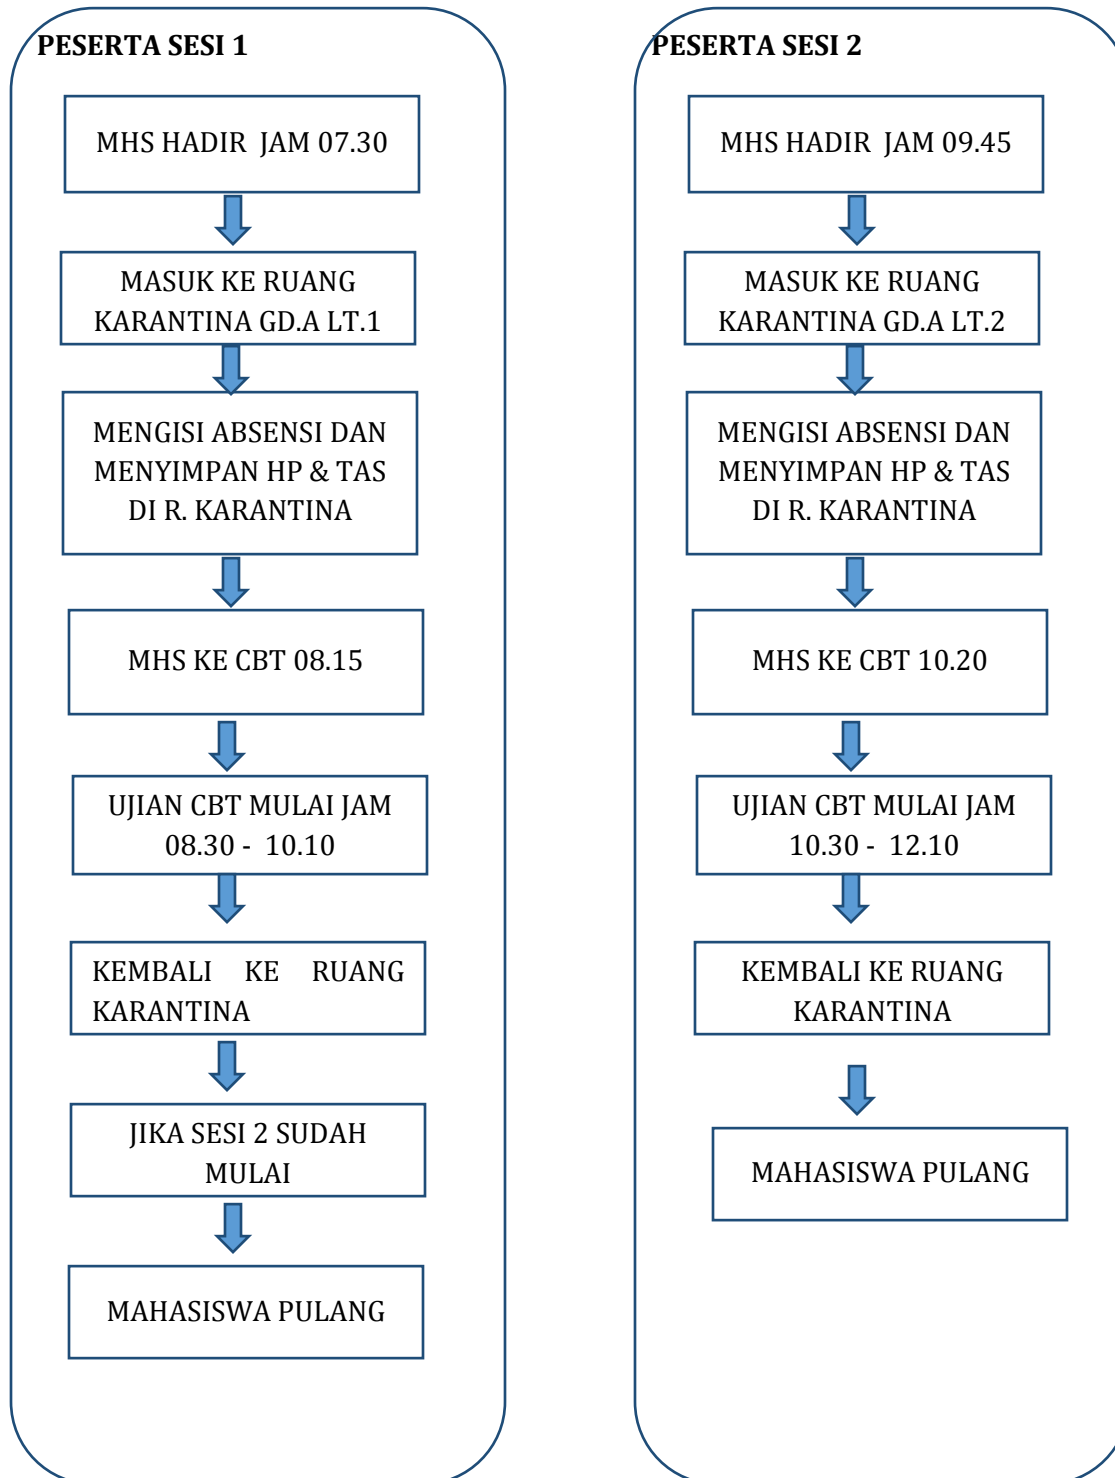 PESERTA SESI 1
MHS HADIR JAM 07.30
MASUK KE RUANG
KARANTINA GD.A LT.1
MENGISI ABSENSI DAN
MENYIMPAN HP & TAS
DI R. KARANTINA
MHS KE CBT 08.15
UJIAN CBT MULAI JAM
08.30 - 10.10
KEMBALI KE RUANG
KARANTINA
JIKA SESI 2 SUDAH
MULAI
MAHASISWA PULANG
PESERTA SESI 2
MHS HADIR JAM 09.45
MASUK KE RUANG
KARANTINA GD.A LT.2
MENGISI ABSENSI DAN
MENYIMPAN HP & TAS
DI R. KARANTINA
MHS KE CBT 10.20
UJIAN CBT MULAI JAM
10.30 - 12.10
KEMBALI KE RUANG
KARANTINA
MAHASISWA PULANG